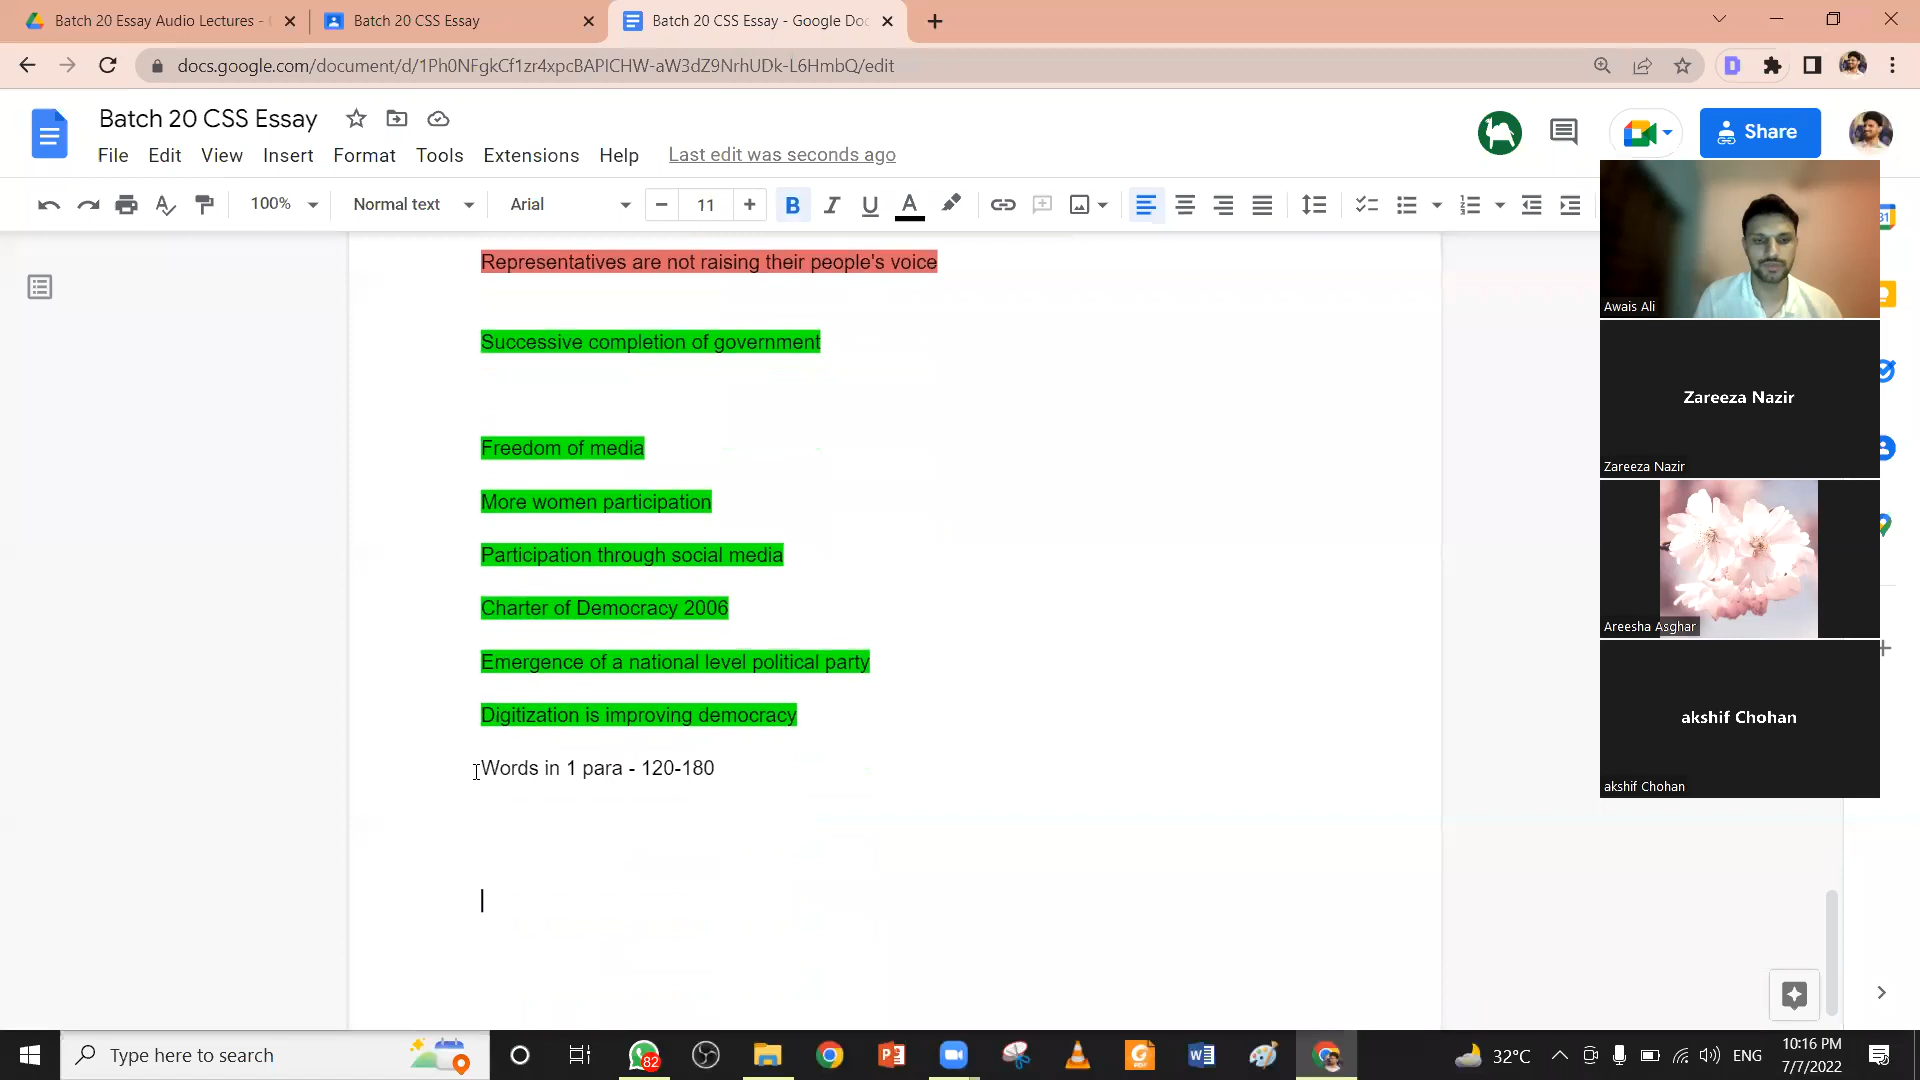 Batch 20 Essay Audio Lectures -
Batch 20 CSS Essay
Batch 20 CSS Essay - Google Doc
docs.google.com/document/d/1Ph0NFgkCf1zr4xpcBAPICHW-aW3dZ9NrhUDk-L6HmbQ/edit
Batch 20 CSS Essay
Share
File Edit View Insert Format Tools Extensions Help Last edit was seconds ago
100% Normal text Arial 11 B I U A
31
Representatives are not raising their people's voice
Awais Ali
Successive completion of government
Zareeza Nazir
Freedom of media
Zareeza Nazir
More women participation
Participation through social media
Charter of Democracy 2006
Areesha Asghar
Emergence of a national level political party
Digitization is improving democracy
akshif Chohan
Words in 1 para - 120-180
akshif Chohan
Type here to search
82
32°C
ENG
10:16 PM
7/7/2022